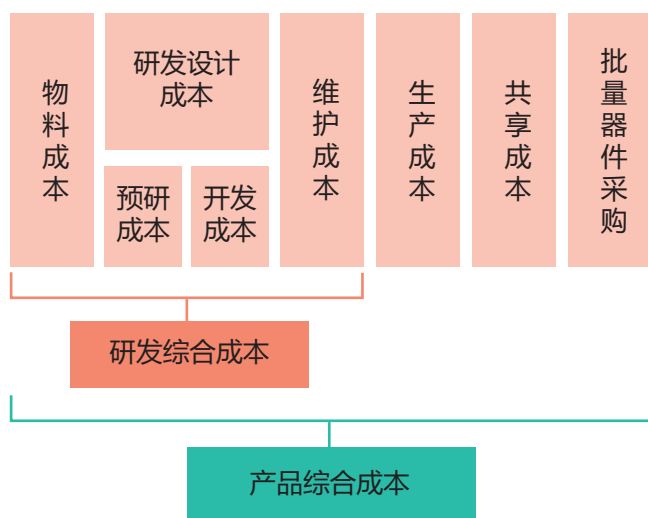 物料成本
研发设计
成本
预研
成本
开发
成本
维护成本
生产成本
共享成本
批量器件采购
研发综合成本
产品综合成本